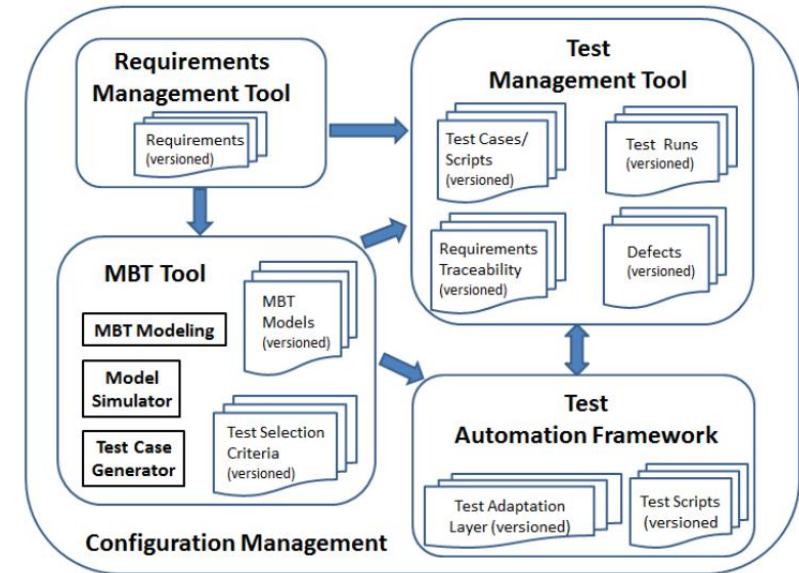 Requirements
Management Tool
Requirements
(versioned)
Test
Management Tool
Test Cases/
Scripts
(versioned)
Test Runs
(versioned)
Requirements
Traceability
(versioned)
Defects
(versioned)
MBT Tool
MBT Modeling
Model
Simulator
Test Case
Generator
MBT
Models
(versioned)
Test Selection
Criteria
(versioned)
Test
Automation Framework
Test Adaptation
Layer (versioned)
Test Scripts
(versioned
Configuration Management